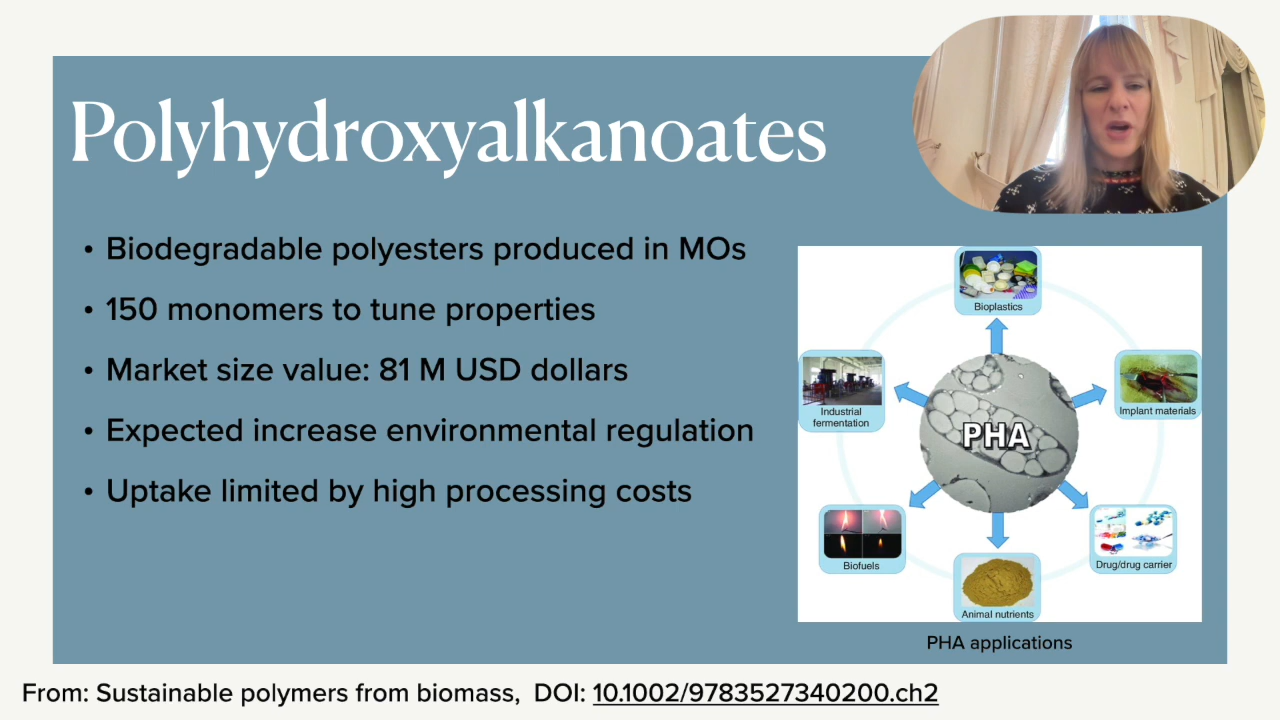 Polyhydroxyalkanoates
• Biodegradable polyesters produced in MOs
• 150 monomers to tune properties
• Market size value: 81 M USD dollars
• Expected increase environmental regulation
• Uptake limited by high processing costs
Bioplastics
Industrial
fermentation
Implant materials
PHA
Biofuels
Drug/drug carrier
Animal nutrients
PHA applications
From: Sustainable polymers from biomass, DOI: 10.1002/9783527340200.ch2